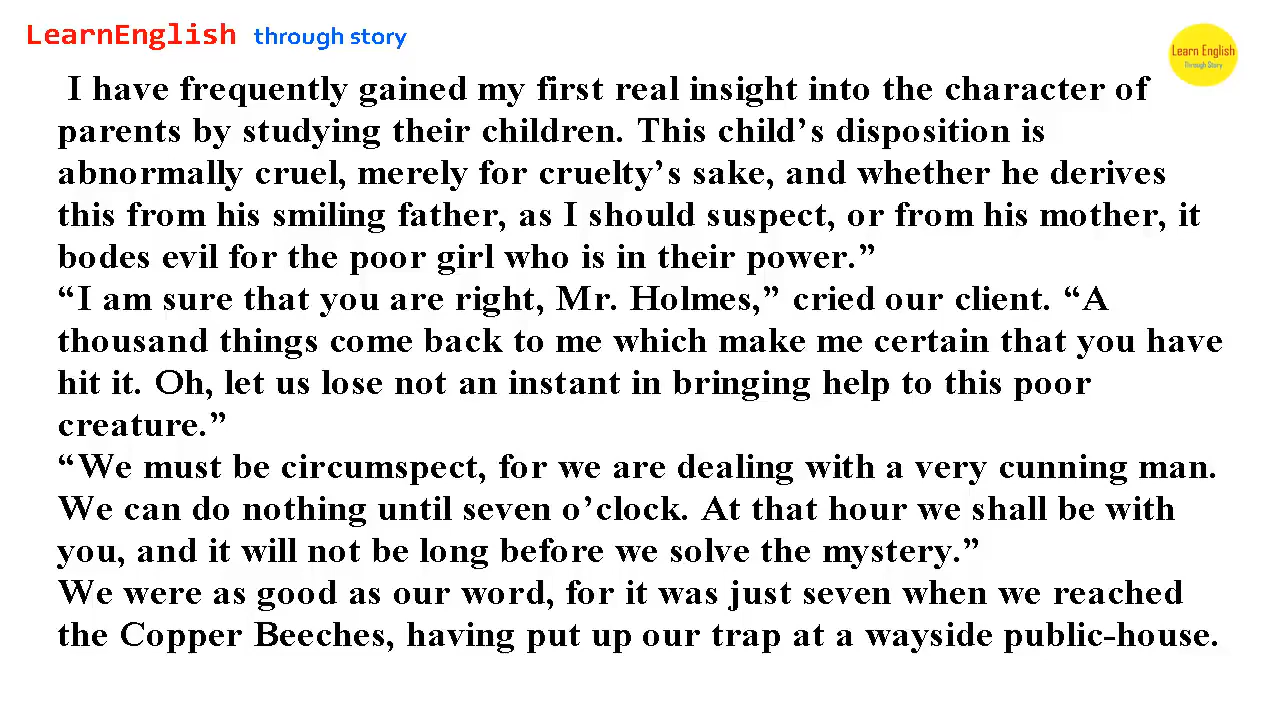 LearnEnglish through story
Learn English
Through Story
I have frequently gained my first real insight into the character of
parents by studying their children. This child’s disposition is
abnormally cruel, merely for cruelty’s sake, and whether he derives
this from his smiling father, as I should suspect, or from his mother, it
bodes evil for the poor girl who is in their power.”
“I am sure that you are right, Mr. Holmes,” cried our client. “A
thousand things come back to me which make me certain that you have
hit it. Oh, let us lose not an instant in bringing help to this poor
creature.”
“We must be circumspect, for we are dealing with a very cunning man.
We can do nothing until seven o’clock. At that hour we shall be with
you, and it will not be long before we solve the mystery.”
We were as good as our word, for it was just seven when we reached
the Copper Beeches, having put up our trap at a wayside public-house.